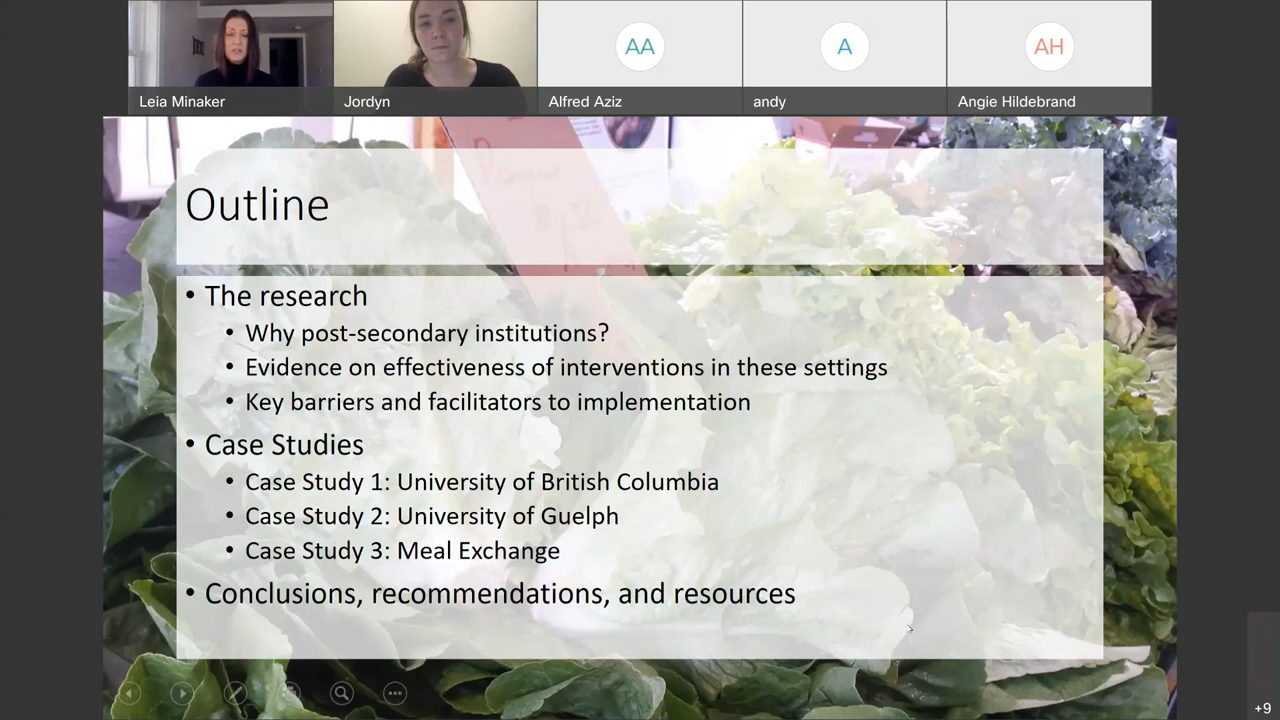 AA
A
AH
Leia Minaker
Jordyn
Alfred Aziz
andy
Angie Hildebrand
Outline
• The research
• Why post-secondary institutions?
• Evidence on effectiveness of interventions in these settings
• Key barriers and facilitators to implementation
• Case Studies
• Case Study 1: University of British Columbia
• Case Study 2: University of Guelph
• Case Study 3: Meal Exchange
• Conclusions, recommendations, and resources
+9